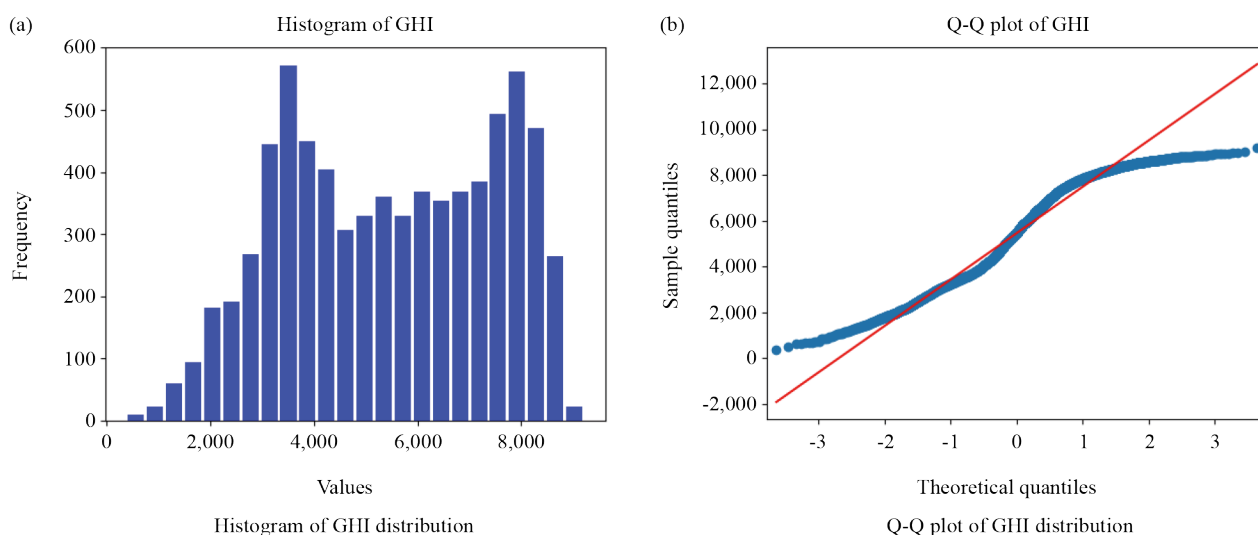 (a)
Histogram of GHI
600
500
400
300
200
100
0
Frequency
0 2,000 4,000 6,000 8,000
Values
Histogram of GHI distribution
(b)
Q-Q plot of GHI
12,000
10,000
8,000
6,000
4,000
2,000
0
-2,000
Sample quantiles
-3 -2 -1 0 1 2 3
Theoretical quantiles
Q-Q plot of GHI distribution